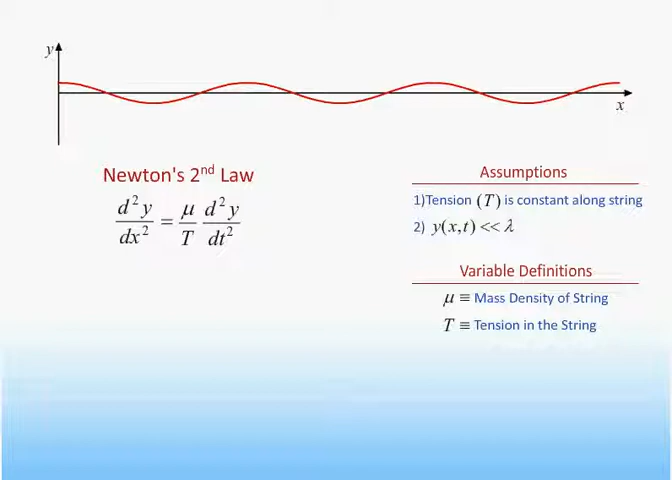 y
x
Newton's 2nd Law
d²y/dx² = μ/T d²y/dt²
Assumptions
1)Tension (T) is constant along string
2) y(x,t) << λ
Variable Definitions
μ ≡ Mass Density of String
T ≡ Tension in the String